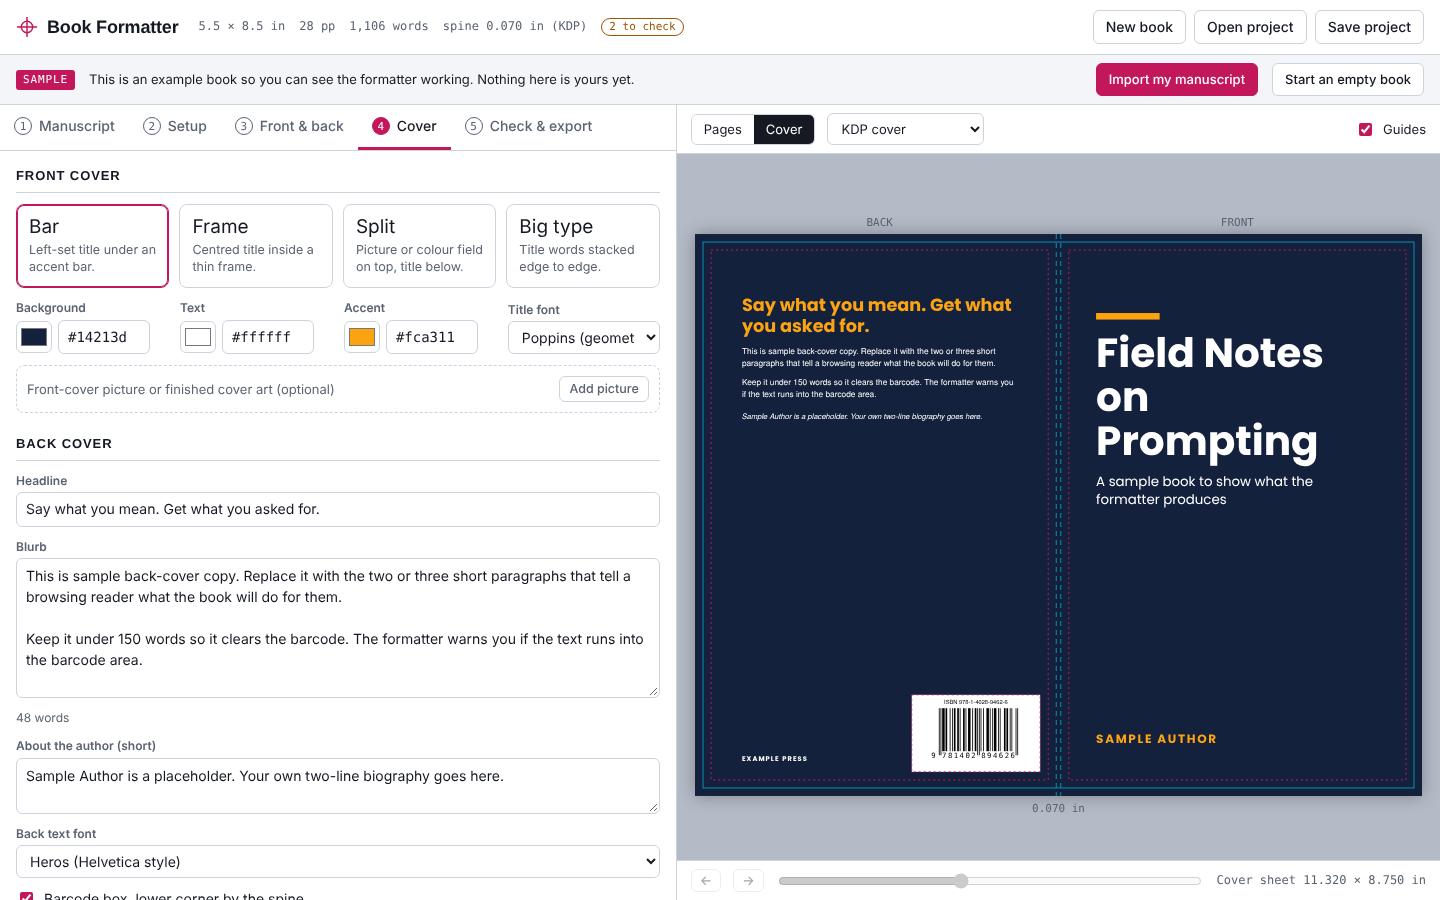 Book Formatter
5.5 × 8.5 in 28 pp 1,106 words spine 0.070 in (KDP) 2 to check
New book Open project Save project
SAMPLE This is an example book so you can see the formatter working. Nothing here is yours yet.
Import my manuscript Start an empty book
1 Manuscript 2 Setup 3 Front & back 4 Cover 5 Check & export
FRONT COVER
Bar
Left-set title under an
accent bar.
Frame
Centred title inside a
thin frame.
Split
Picture or colour field
on top, title below.
Big type
Title words stacked
edge to edge.
Background Text Accent Title font
#14213d #ffffff #fca311 Poppins (geomet
Front-cover picture or finished cover art (optional) Add picture
BACK COVER
Headline
Say what you mean. Get what you asked for.
Blurb
This is sample back-cover copy. Replace it with the two or three short paragraphs that tell a
browsing reader what the book will do for them.
Keep it under 150 words so it clears the barcode. The formatter warns you if the text runs into
the barcode area.
48 words
About the author (short)
Sample Author is a placeholder. Your own two-line biography goes here.
Back text font
Heros (Helvetica style)
Barcode box, lower corner by the spine
Pages Cover KDP cover Guides
BACK FRONT
Say what you mean. Get what
you asked for.
This is sample back-cover copy. Replace it with the two or three short
paragraphs that tell a browsing reader what the book will do for them.
Keep it under 150 words so it clears the barcode. The formatter warns you
if the text runs into the barcode area.
Sample Author is a placeholder. Your own two-line biography goes here.
EXAMPLE PRESS
ISBN 978-1-4028-9462-6
9 781402 894626
Field Notes
on
Prompting
A sample book to show what the
formatter produces
SAMPLE AUTHOR
0.070 in
← → Cover sheet 11.320 × 8.750 in